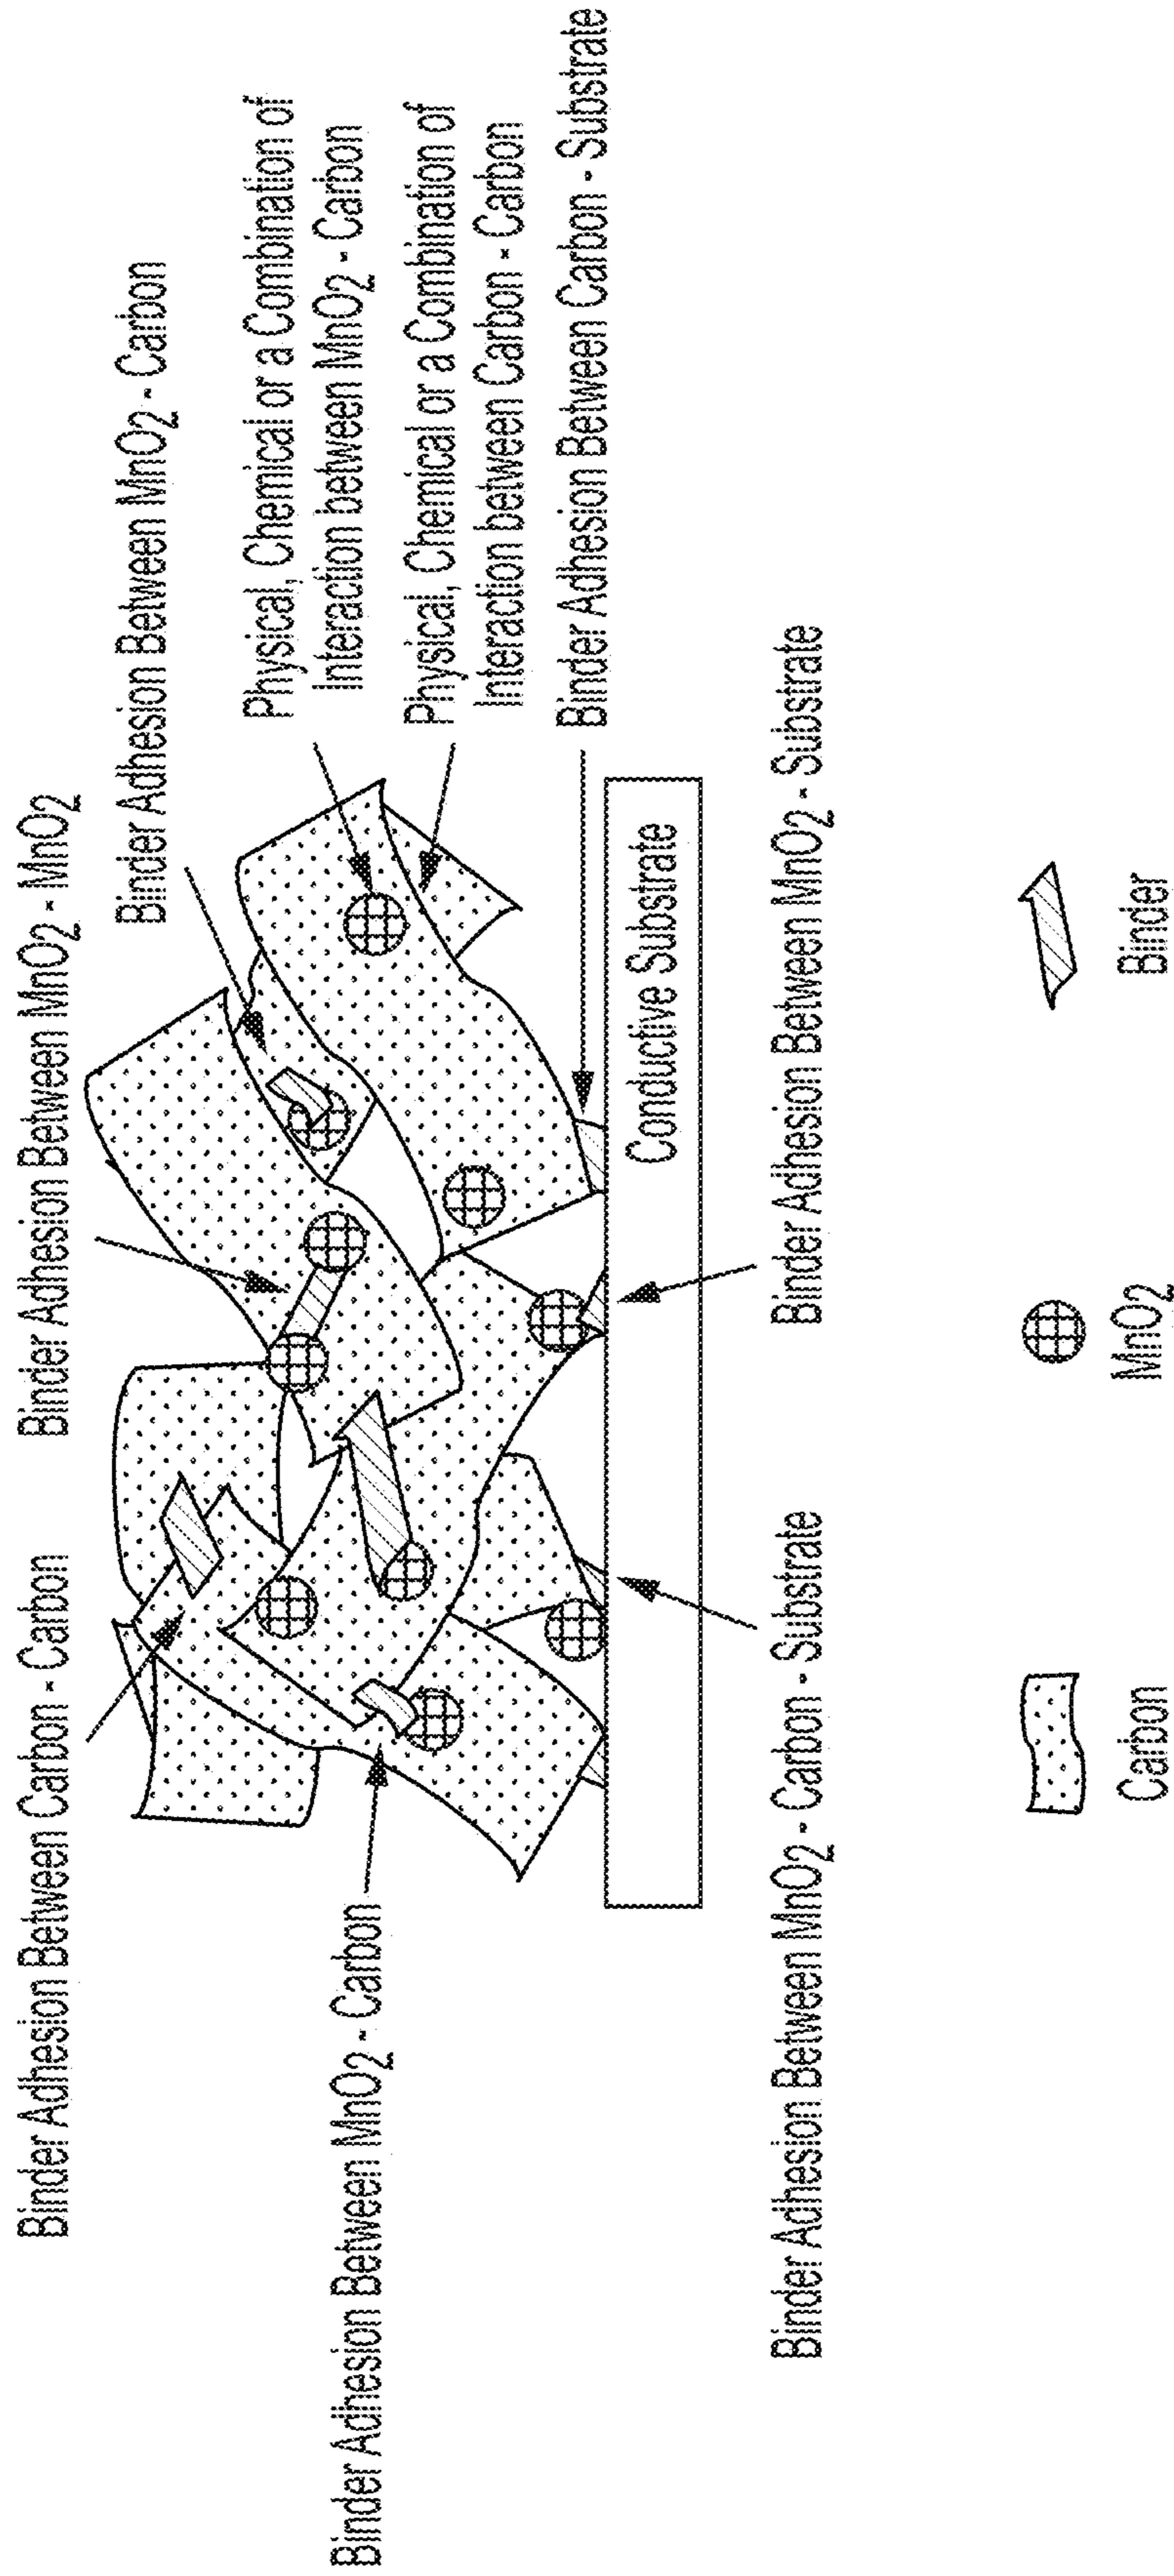 Binder Adhesion Between Carbon - Carbon
Binder Adhesion Between MnO2 - MnO2
Binder Adhesion Between MnO2 - Carbon
Physical, Chemical or a Combination of
Interaction between MnO2 - Carbon
Binder Adhesion Between MnO2 - Carbon
Physical, Chemical or a Combination of
Interaction between Carbon - Carbon
Binder Adhesion Between Carbon - Substrate
Conductive Substrate
Binder Adhesion Between MnO2 - Carbon - Substrate
Binder Adhesion Between MnO2 - Substrate
Carbon
MnO2
Binder